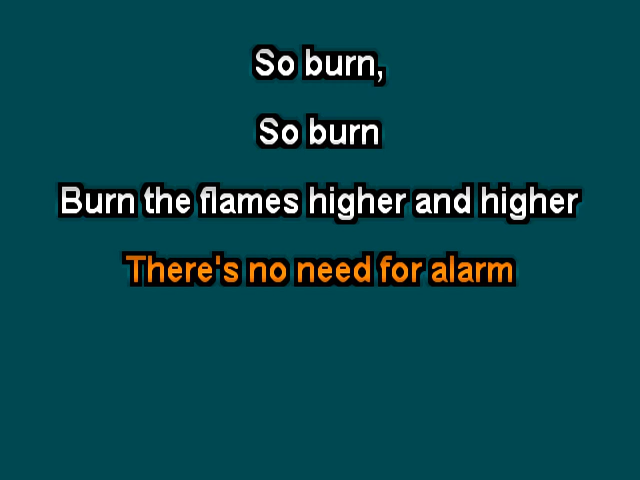 So burn,
So burn
Burn the flames higher and higher
There's no need for alarm